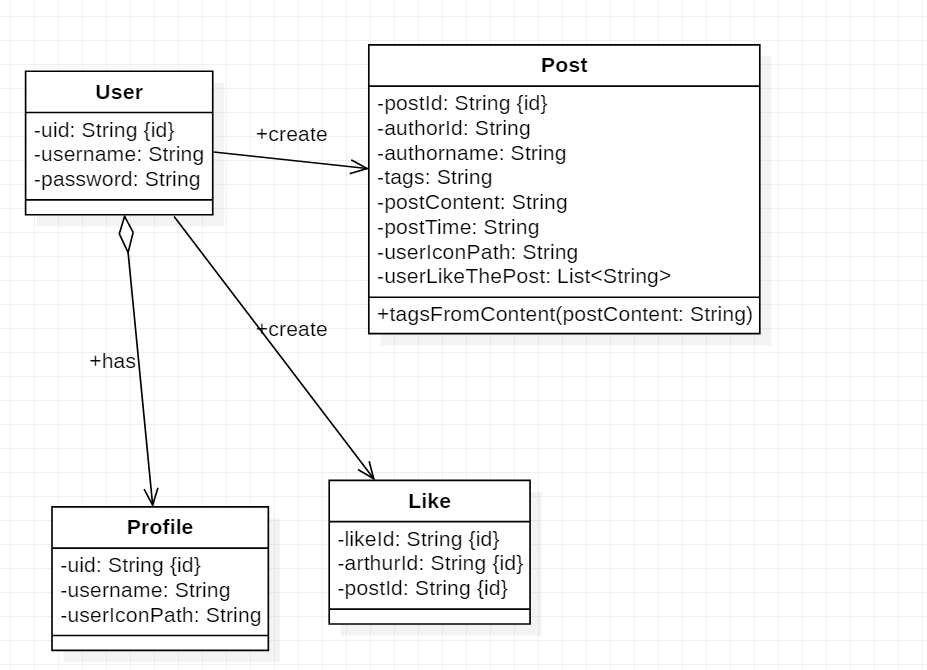 User
-uid: String {id}
-username: String
-password: String
+create
Post
-postId: String {id}
-authorId: String
-authorname: String
-tags: String
-postContent: String
-postTime: String
-userIconPath: String
-userLikeThePost: List<String>
+tagsFromContent(postContent: String)
+create
+has
Profile
-uid: String {id}
-username: String
-userIconPath: String
Like
-likeId: String {id}
-arthurId: String {id}
-postId: String {id}